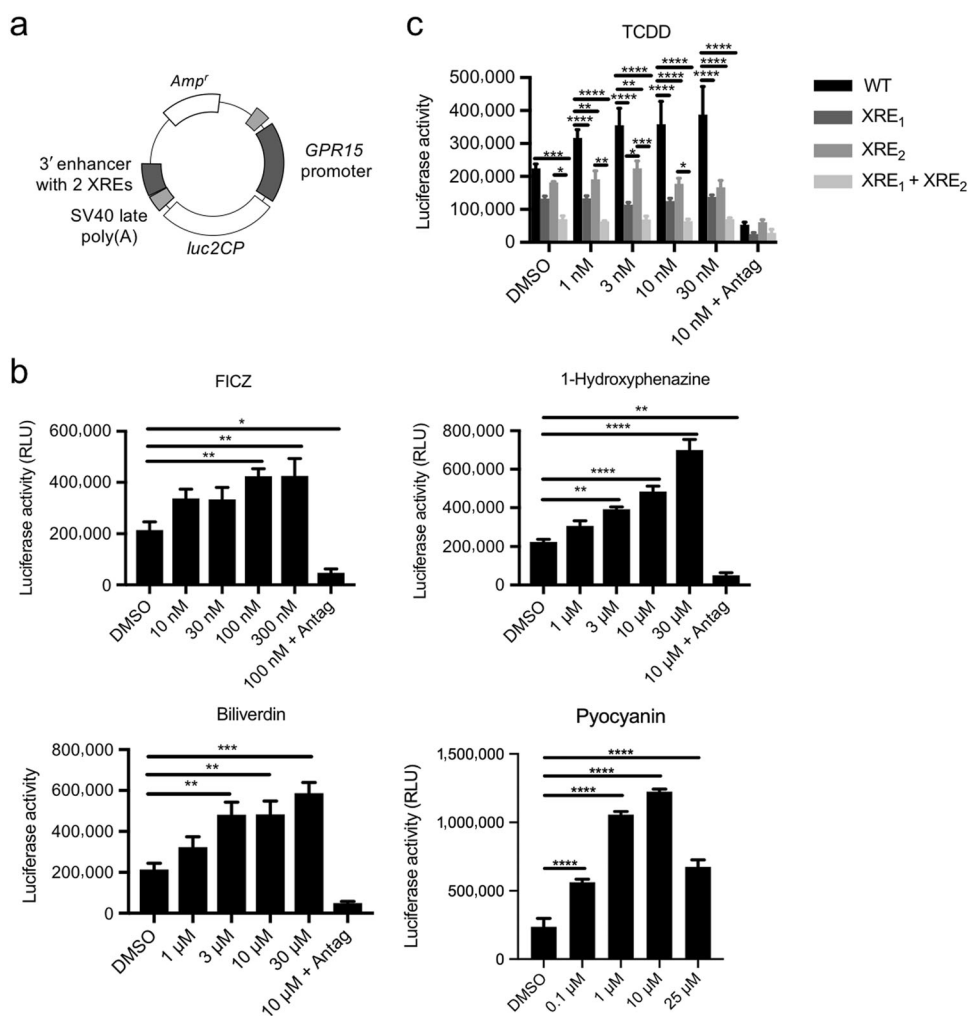 a
Amp^r
3′ enhancer
with 2 XREs
SV40 late
poly(A)
luc2CP
GPR15
promoter
c
TCDD
Luciferase activity
500,000
400,000
300,000
200,000
100,000
0
***
*
****
**
****
**
****
**
****
*
***
****
****
****
*
****
****
****
DMSO
1 nM
3 nM
10 nM
30 nM
10 nM + Antag
WT
XRE₁
XRE₂
XRE₁ + XRE₂
b
FICZ
Luciferase activity (RLU)
600,000
400,000
200,000
0
*
**
**
DMSO
10 nM
30 nM
100 nM
300 nM
100 nM + Antag
1-Hydroxyphenazine
Luciferase activity (RLU)
800,000
600,000
400,000
200,000
0
**
****
****
**
DMSO
1 μM
3 μM
10 μM
30 μM
10 μM + Antag
Biliverdin
Luciferase activity
800,000
600,000
400,000
200,000
0
***
**
**
DMSO
1 μM
3 μM
10 μM
30 μM
10 μM + Antag
Pyocyanin
Luciferase activity (RLU)
1,500,000
1,000,000
500,000
0
****
****
****
****
DMSO
0.1 μM
1 μM
10 μM
25 μM